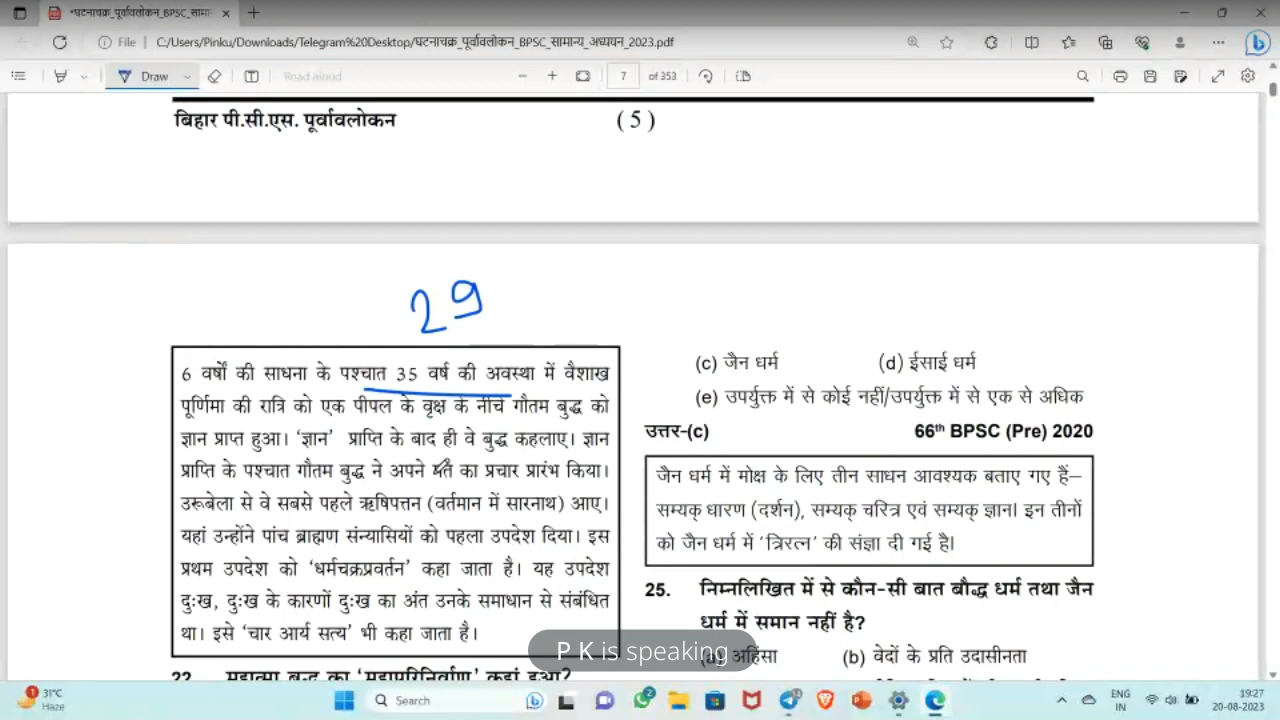 घटनाचक्र_पूर्वावलोकन_BPSC_सामा
File C:/Users/Pinku/Downloads/Telegram%20Desktop/घटनाचक्र_पूर्वावलोकन_BPSC_सामान्य_अध्ययन_2023.pdf
Draw Read aloud 7 of 353
बिहार पी.सी.एस. पूर्वावलोकन (5)
29
6 वर्षों की साधना के पश्चात 35 वर्ष की अवस्था में वैशाख
पूर्णिमा की रात्रि को एक पीपल के वृक्ष के नीचे गौतम बुद्ध को
ज्ञान प्राप्त हुआ। ‘ज्ञान’ प्राप्ति के बाद ही वे बुद्ध कहलाए। ज्ञान
प्राप्ति के पश्चात गौतम बुद्ध ने अपने मत का प्रचार प्रारंभ किया।
उरूबेला से वे सबसे पहले ऋषिपत्तन (वर्तमान में सारनाथ) आए।
यहां उन्होंने पांच ब्राह्मण संन्यासियों को पहला उपदेश दिया। इस
प्रथम उपदेश को ‘धर्मचक्रप्रवर्तन’ कहा जाता है। यह उपदेश
दुःख, दुःख के कारणों दुःख का अंत उनके समाधान से संबंधित
था। इसे ‘चार आर्य सत्य’ भी कहा जाता है।
22. महात्मा बुद्ध का ‘महापरिनिर्वाण’ कहां हुआ?
(c) जैन धर्म (d) ईसाई धर्म
(e) उपर्युक्त में से कोई नहीं/उपर्युक्त में से एक से अधिक
उत्तर-(c) 66th BPSC (Pre) 2020
जैन धर्म में मोक्ष के लिए तीन साधन आवश्यक बताए गए हैं–
सम्यक् धारण (दर्शन), सम्यक् चरित्र एवं सम्यक् ज्ञान। इन तीनों
को जैन धर्म में ‘त्रिरत्न’ की संज्ञा दी गई है।
25. निम्नलिखित में से कौन-सी बात बौद्ध धर्म तथा जैन
धर्म में समान नहीं है?
(a) अहिंसा (b) वेदों के प्रति उदासीनता
P K is speaking
31°C
Haze
Search
ENG
IN
19:27
20-08-2023